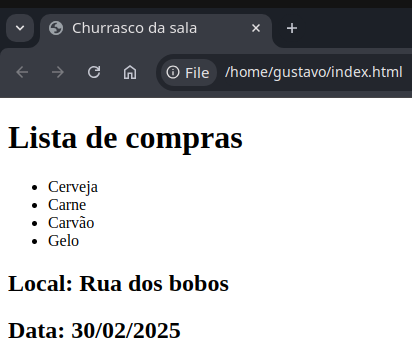 Churrasco da sala
File
/home/gustavo/index.html
Lista de compras
Cerveja
Carne
Carvão
Gelo
Local: Rua dos bobos
Data: 30/02/2025